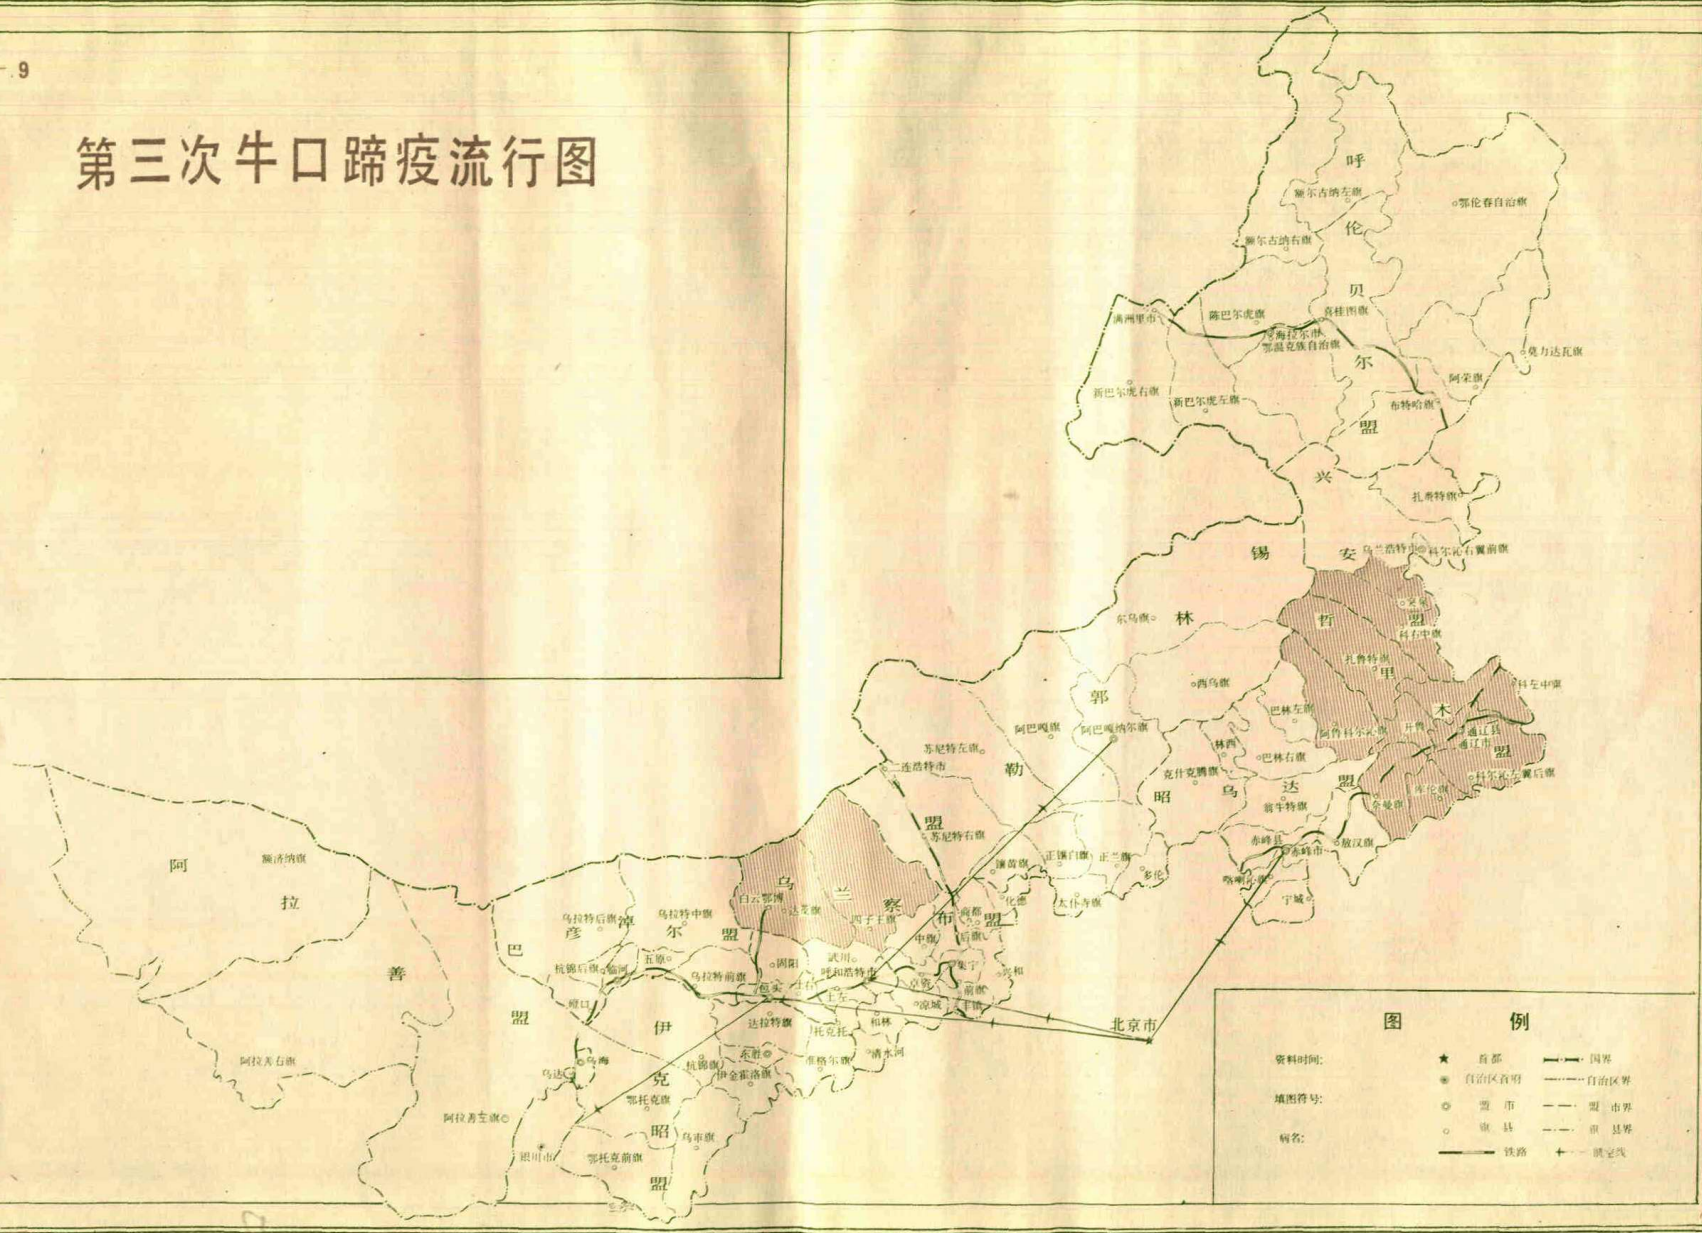 9
第三次牛口蹄疫流行图
呼
额尔古纳左旗
鄂伦春自治旗
伦
额尔古纳右旗
贝
满洲里市
陈巴尔虎旗
喜桂图旗
海拉尔市
鄂温克族自治旗
莫力达瓦旗
尔
阿荣旗
新巴尔虎右旗
新巴尔虎左旗
布特哈旗
盟
兴
扎赉特旗
锡
安
乌兰浩特市
科尔沁右翼前旗
突泉
东乌旗
林
哲
盟
科右中旗
扎鲁特旗
里
西乌旗
科左中旗
郭
巴林左旗
木
阿巴嘎旗
阿巴嘎纳尔旗
阿鲁科尔沁旗
开鲁
通辽县
通辽市
盟
苏尼特左旗
林西
巴林右旗
二连浩特市
勒
克什克腾旗
科尔沁左翼后旗
昭
乌
达
盟
库伦旗
翁牛特旗
奈曼旗
盟
苏尼特右旗
赤峰县
赤峰市
敖汉旗
镶黄旗
正镶白旗
正兰旗
多伦
喀喇沁旗
宁城
阿
额济纳旗
拉
乌
兰
察
布
盟
白云鄂博
达茂旗
四子王旗
化德
太仆寺旗
商都
后旗
中旗
乌拉特后旗
乌拉特中旗
巴
彦
淖
尔
盟
善
杭锦后旗
临河
五原
乌拉特前旗
固阳
武川
呼和浩特市
集宁
兴和
包头
土右
土左
卓资
前旗
凉城
丰镇
磴口
盟
伊
达拉特旗
托克托
和林
北京市
阿拉善右旗
乌海
乌达
杭锦旗
东胜
准格尔旗
清水河
伊金霍洛旗
克
鄂托克旗
阿拉善左旗
昭
乌审旗
银川市
鄂托克前旗
盟
图 例
资料时间:
首都
国界
自治区首府
自治区界
填图符号:
盟 市
盟 市界
旗 县
旗 县界
病名:
铁路
航空线